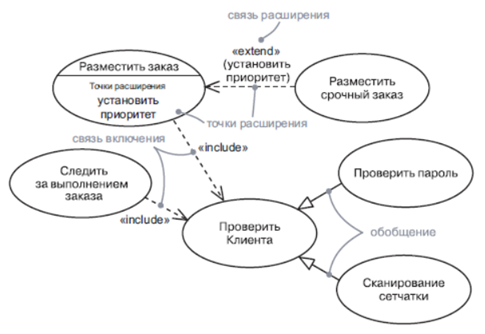 связь расширения
«extend»
(установить
приоритет)
Разместить заказ
Точки расширения
установить
приоритет
Разместить
срочный заказ
точки расширения
связь включения
«include»
Следить
за выполнением
заказа
«include»
Проверить
Клиента
Проверить пароль
обобщение
Сканирование
сетчатки